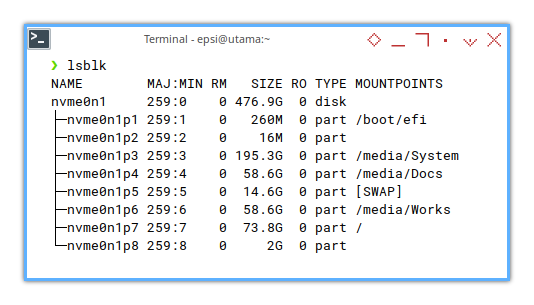 >_
Terminal - epsi@utama:~
❯ lsblk
NAME        MAJ:MIN RM   SIZE RO TYPE MOUNTPOINTS
nvme0n1     259:0    0 476.9G  0 disk
├─nvme0n1p1 259:1    0   260M  0 part /boot/efi
├─nvme0n1p2 259:2    0    16M  0 part
├─nvme0n1p3 259:3    0 195.3G  0 part /media/System
├─nvme0n1p4 259:4    0  58.6G  0 part /media/Docs
├─nvme0n1p5 259:5    0  14.6G  0 part [SWAP]
├─nvme0n1p6 259:6    0  58.6G  0 part /media/Works
├─nvme0n1p7 259:7    0  73.8G  0 part /
└─nvme0n1p8 259:8    0     2G  0 part